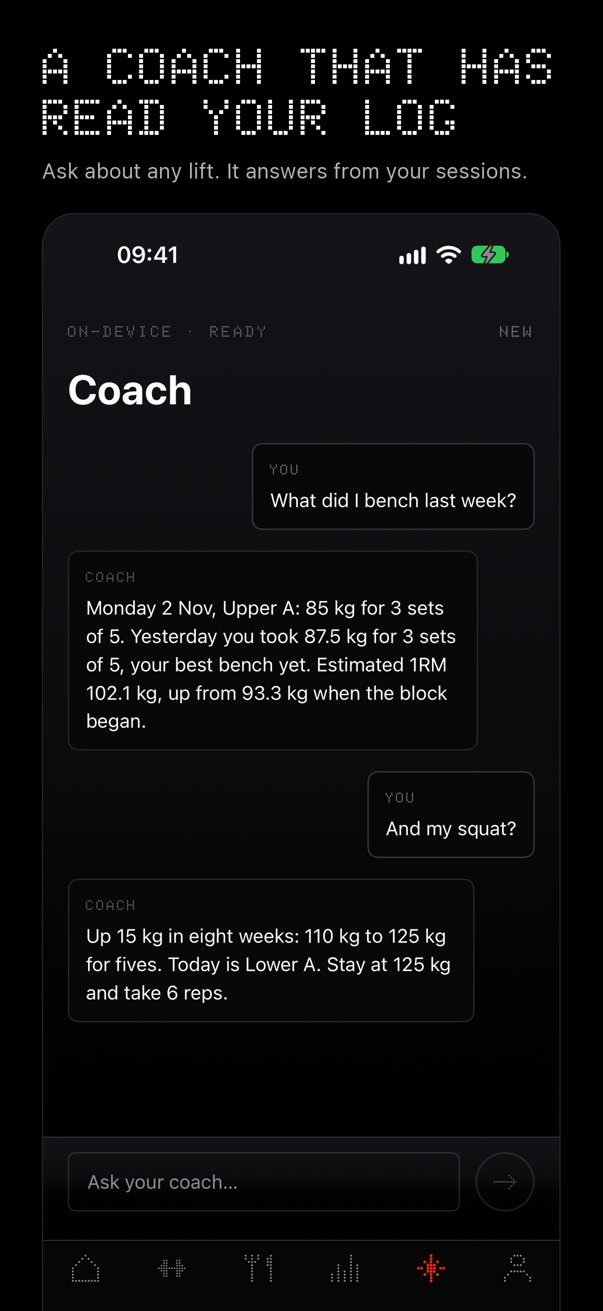 A COACH THAT HAS
READ YOUR LOG
Ask about any lift. It answers from your sessions.
09:41
ON-DEVICE · READY
NEW
Coach
YOU
What did I bench last week?
COACH
Monday 2 Nov, Upper A: 85 kg for 3 sets
of 5. Yesterday you took 87.5 kg for 3 sets
of 5, your best bench yet. Estimated 1RM
102.1 kg, up from 93.3 kg when the block
began.
YOU
And my squat?
COACH
Up 15 kg in eight weeks: 110 kg to 125 kg
for fives. Today is Lower A. Stay at 125 kg
and take 6 reps.
Ask your coach...